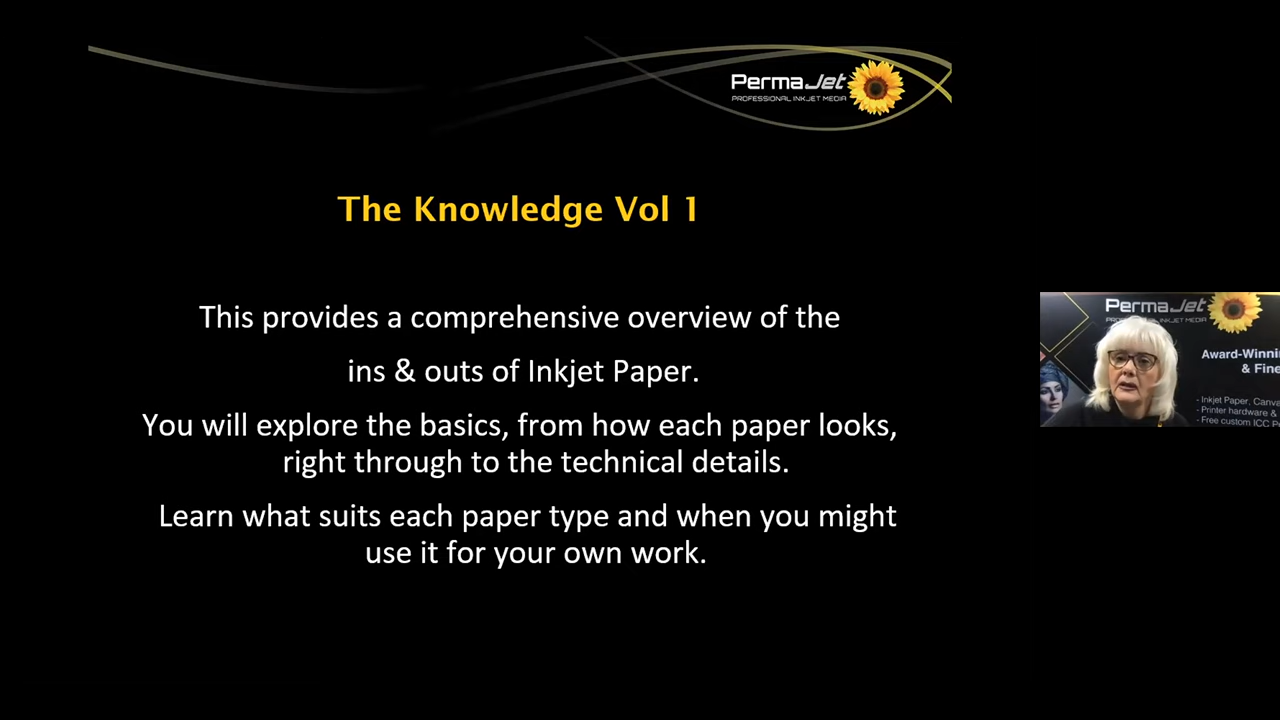 PermaJet
PROFESSIONAL INKJET MEDIA
The Knowledge Vol 1
This provides a comprehensive overview of the
ins & outs of Inkjet Paper.
You will explore the basics, from how each paper looks,
right through to the technical details.
Learn what suits each paper type and when you might
use it for your own work.
PermaJet
INKJET MEDIA
Award-Winni
& Fine
- Inkjet Paper, Canva
- Printer hardware &
- Free custom ICC P